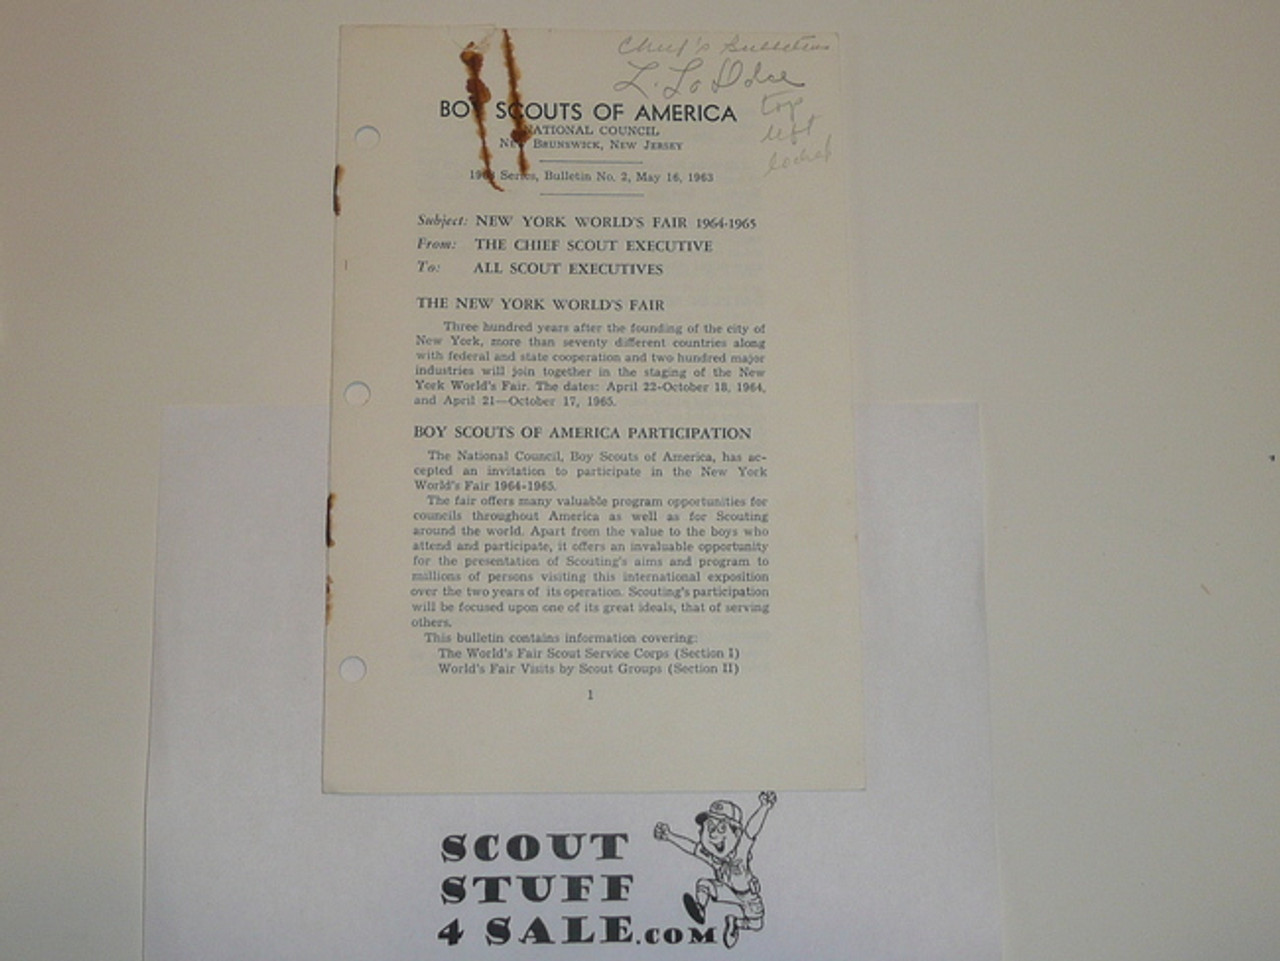 Chief's Bulletins
top
left
BOY SCOUTS OF AMERICA
NATIONAL COUNCIL
NEW BRUNSWICK, NEW JERSEY
Series, Bulletin No. 2, May 16, 1963
Subject: NEW YORK WORLD'S FAIR 1964-1965
From: THE CHIEF SCOUT EXECUTIVE
To: ALL SCOUT EXECUTIVES
THE NEW YORK WORLD'S FAIR
Three hundred years after the founding of the city of
New York, more than seventy different countries along
with federal and state cooperation and two hundred major
industries will join together in the staging of the New
York World's Fair. The dates: April 22-October 18, 1964,
and April 21—October 17, 1965.
BOY SCOUTS OF AMERICA PARTICIPATION
The National Council, Boy Scouts of America, has ac-
cepted an invitation to participate in the New York
World's Fair 1964-1965.
The fair offers many valuable program opportunities for
councils throughout America as well as for Scouting
around the world. Apart from the value to the boys who
attend and participate, it offers an invaluable opportunity
for the presentation of Scouting's aims and program to
millions of persons visiting this international exposition
over the two years of its operation. Scouting's participation
will be focused upon one of its great ideals, that of serving
others.
This bulletin contains information covering:
The World's Fair Scout Service Corps (Section I)
World's Fair Visits by Scout Groups (Section II)
1
SCOUT
STUFF
4 SALE.COM